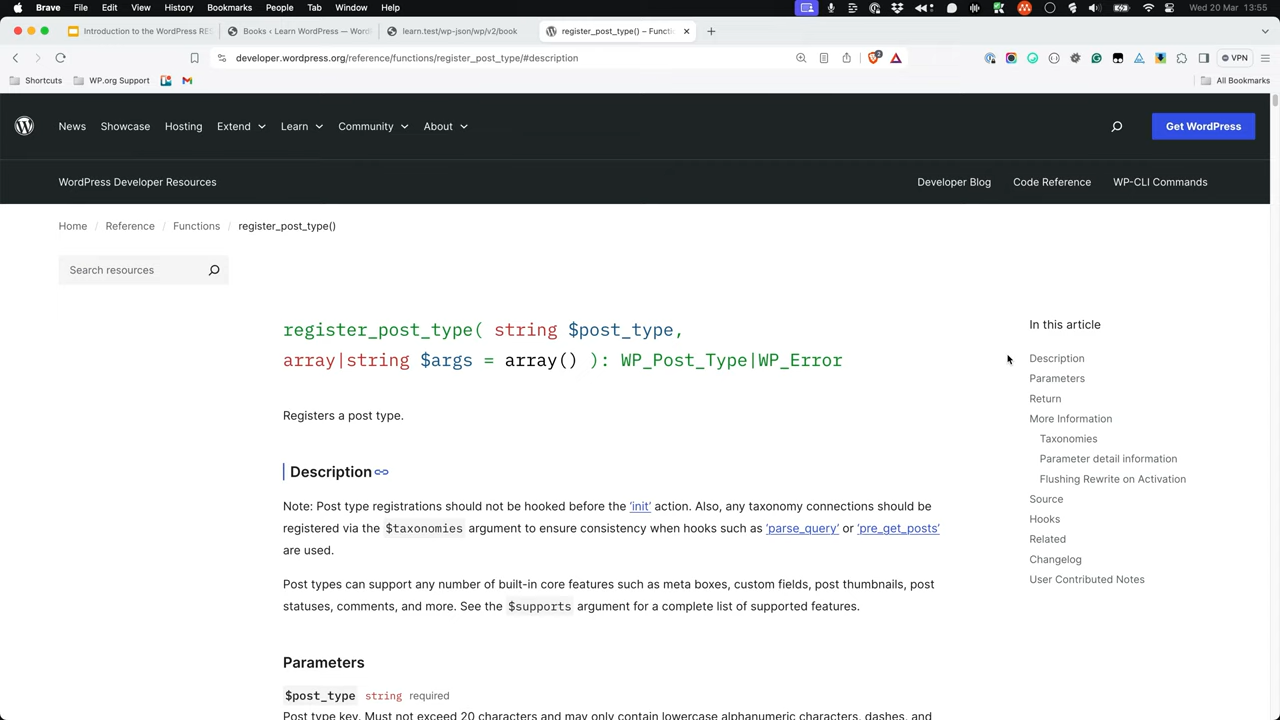 Brave File Edit View History Bookmarks People Tab Window Help Wed 20 Mar 13:55
Introduction to the WordPress RES Books ‹ Learn WordPress — Word learn.test/wp-json/wp/v2/book register_post_type() – Functi
developer.wordpress.org/reference/functions/register_post_type/#description 2 VPN
Shortcuts WP.org Support All Bookmarks
News Showcase Hosting Extend Learn Community About Get WordPress
WordPress Developer Resources Developer Blog Code Reference WP-CLI Commands
Home / Reference / Functions / register_post_type()
Search resources
register_post_type( string $post_type,
array|string $args = array() ): WP_Post_Type|WP_Error
Registers a post type.
Description
Note: Post type registrations should not be hooked before the ‘init’ action. Also, any taxonomy connections should be
registered via the $taxonomies argument to ensure consistency when hooks such as ‘parse_query’ or ‘pre_get_posts’
are used.
Post types can support any number of built-in core features such as meta boxes, custom fields, post thumbnails, post
statuses, comments, and more. See the $supports argument for a complete list of supported features.
Parameters
$post_type string required
Post type key. Must not exceed 20 characters and may only contain lowercase alphanumeric characters, dashes, and
In this article
Description
Parameters
Return
More Information
Taxonomies
Parameter detail information
Flushing Rewrite on Activation
Source
Hooks
Related
Changelog
User Contributed Notes